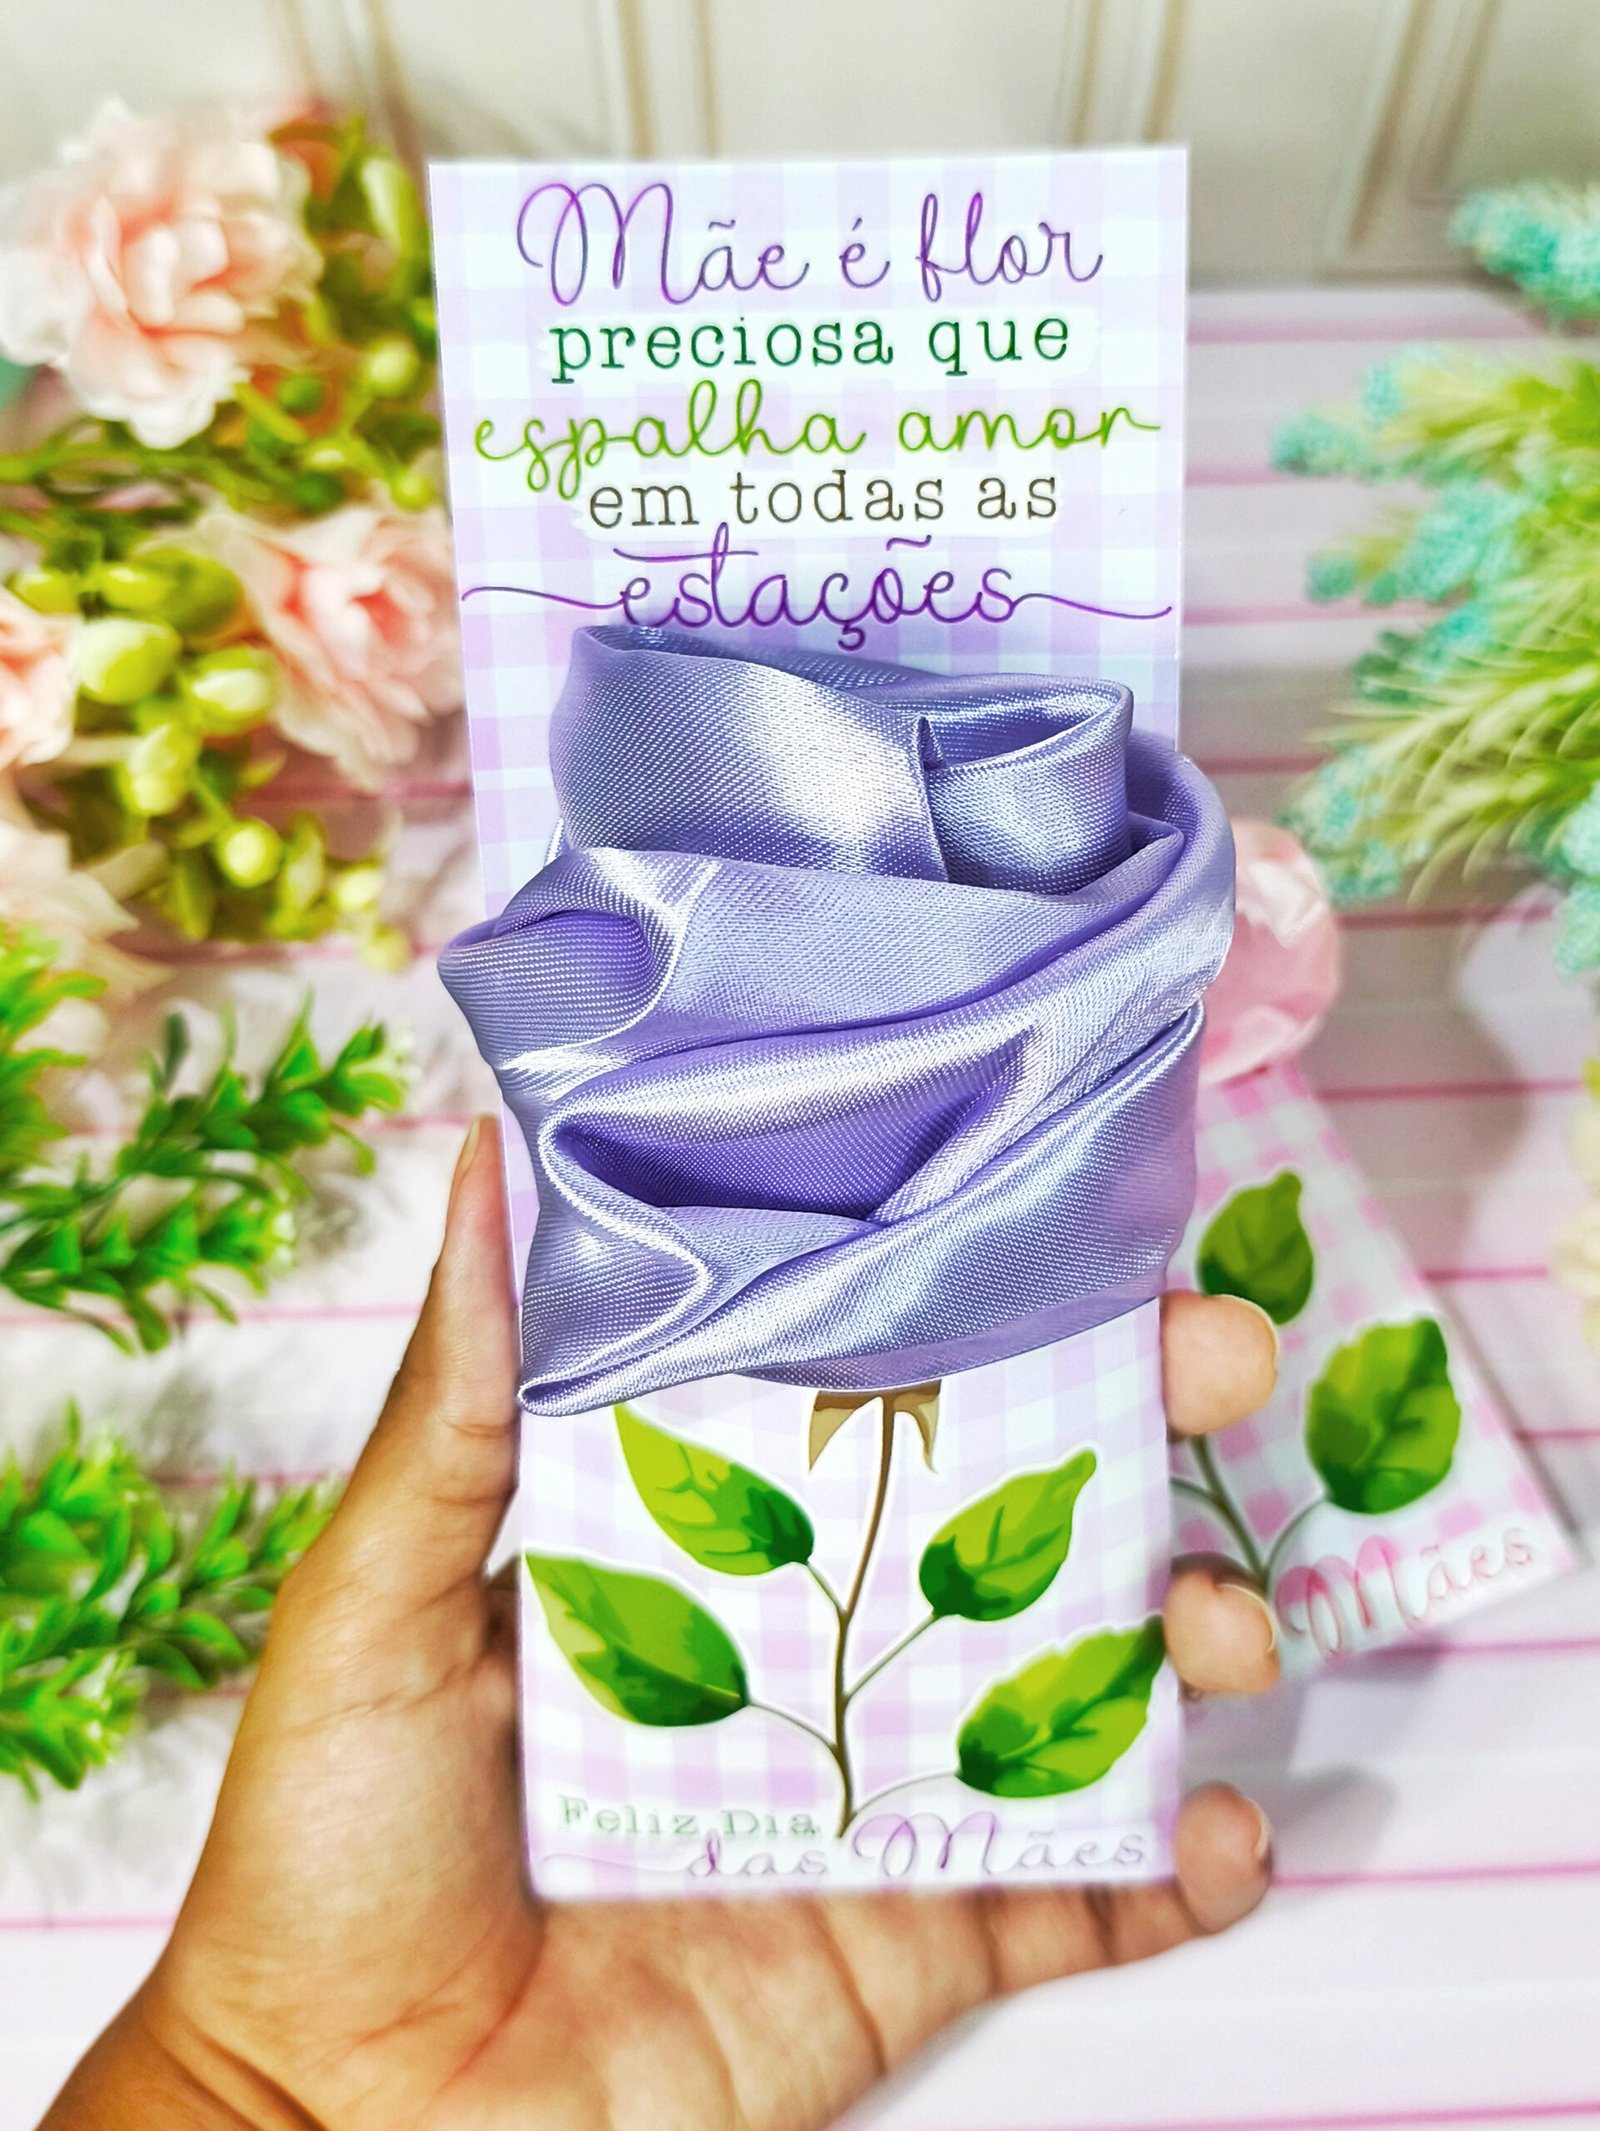 Mãe é flor
preciosa que
espalha amor
em todas as
estações
Feliz Dia
das Mães
Mães